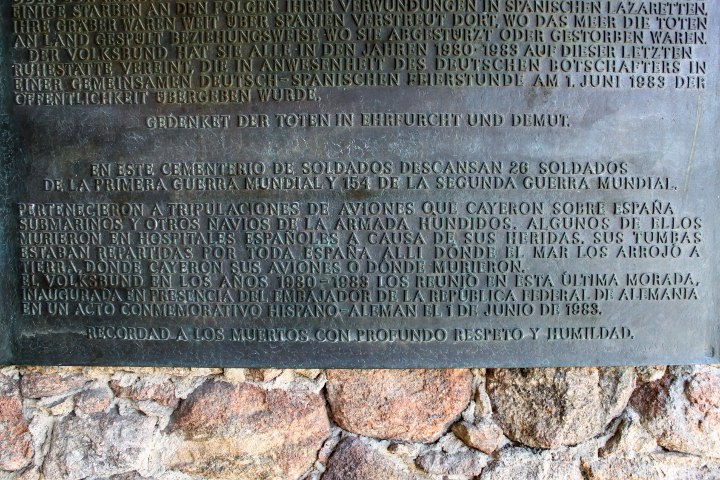 EINIGE STARBEN AN DEN FOLGEN IHRER VERWUNDUNGEN IN SPANISCHEN LAZARETTEN.
IHRE GRÄBER WAREN WEIT ÜBER SPANIEN VERSTREUT DORT, WO DAS MEER DIE TOTEN
AN LAND GESPÜLT BEZIEHUNGSWEISE WO SIE ABGESTÜRZT ODER GESTORBEN WAREN.
DER VOLKSBUND HAT SIE ALLE IN DEN JAHREN 1980-1983 AUF DIESER LETZTEN
RUHESTÄTTE VEREINT, DIE IN ANWESENHEIT DES DEUTSCHEN BOTSCHAFTERS IN
EINER GEMEINSAMEN DEUTSCH-SPANISCHEN FEIERSTUNDE AM 1. JUNI 1983 DER
ÖFFENTLICHKEIT ÜBERGEBEN WURDE.
GEDENKET DER TOTEN IN EHRFURCHT UND DEMUT.
EN ESTE CEMENTERIO DE SOLDADOS DESCANSAN 26 SOLDADOS
DE LA PRIMERA GUERRA MUNDIAL Y 154 DE LA SEGUNDA GUERRA MUNDIAL.
PERTENECIERON A TRIPULACIONES DE AVIONES QUE CAYERON SOBRE ESPAÑA
SUBMARINOS Y OTROS NAVIOS DE LA ARMADA HUNDIDOS. ALGUNOS DE ELLOS
MURIERON EN HOSPITALES ESPAÑOLES A CAUSA DE SUS HERIDAS. SUS TUMBAS
ESTABAN REPARTIDAS POR TODA ESPAÑA ALLI DONDE EL MAR LOS ARROJO A
TIERRA, DONDE CAYERON SUS AVIONES O DONDE MURIERON.
EL VOLKSBUND EN LOS AÑOS 1980-1983 LOS REUNIO EN ESTA ÚLTIMA MORADA,
INAUGURADA EN PRESENCIA DEL EMBAJADOR DE LA REPÚBLICA FEDERAL DE ALEMANIA
EN UN ACTO CONMEMORATIVO HISPANO-ALEMAN EL 1 DE JUNIO DE 1983.
RECORDAD A LOS MUERTOS CON PROFUNDO RESPETO Y HUMILDAD.